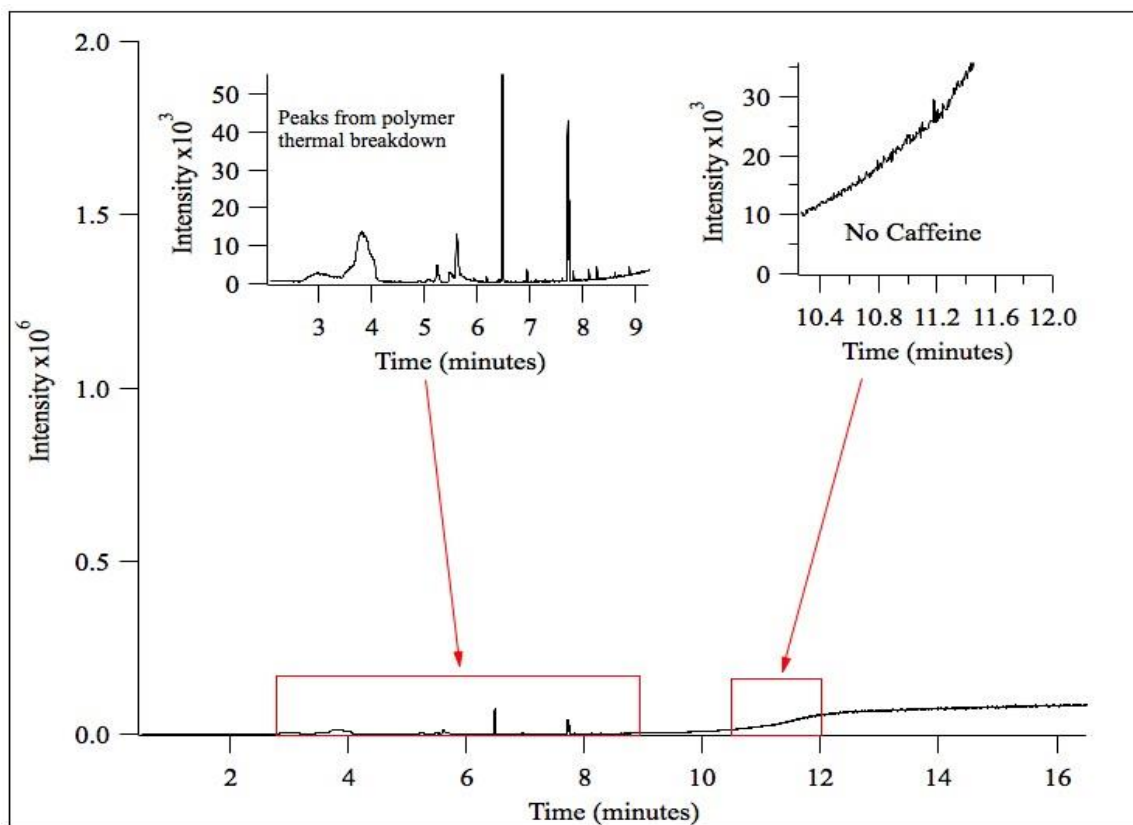 2.0
1.5
1.0
0.5
0.0
Intensity x10^6
2 4 6 8 10 12 14 16
Time (minutes)
50
40
30
20
10
0
Intensity x10^3
Peaks from polymer
thermal breakdown
3 4 5 6 7 8 9
Time (minutes)
30
20
10
0
Intensity x10^3
No Caffeine
10.4 10.8 11.2 11.6 12.0
Time (minutes)